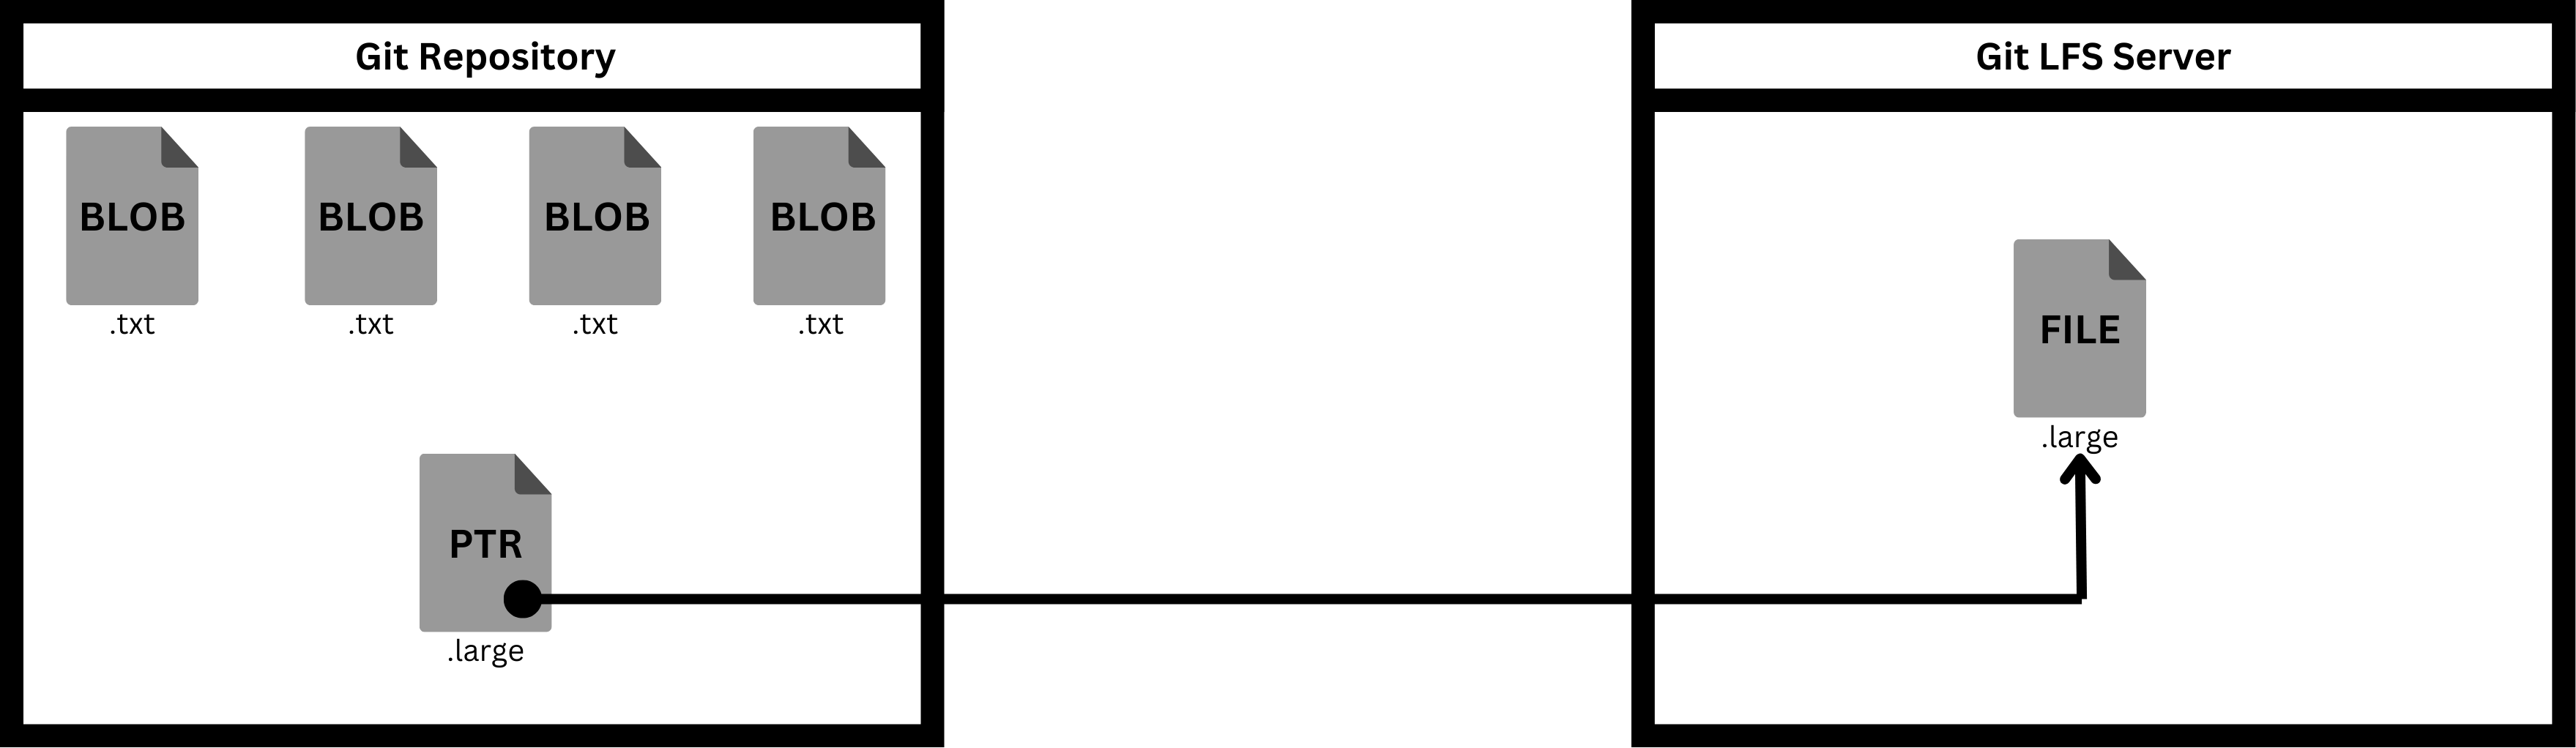 Git Repository
BLOB
BLOB
BLOB
BLOB
.txt
.txt
.txt
.txt
PTR
.large
Git LFS Server
FILE
.large